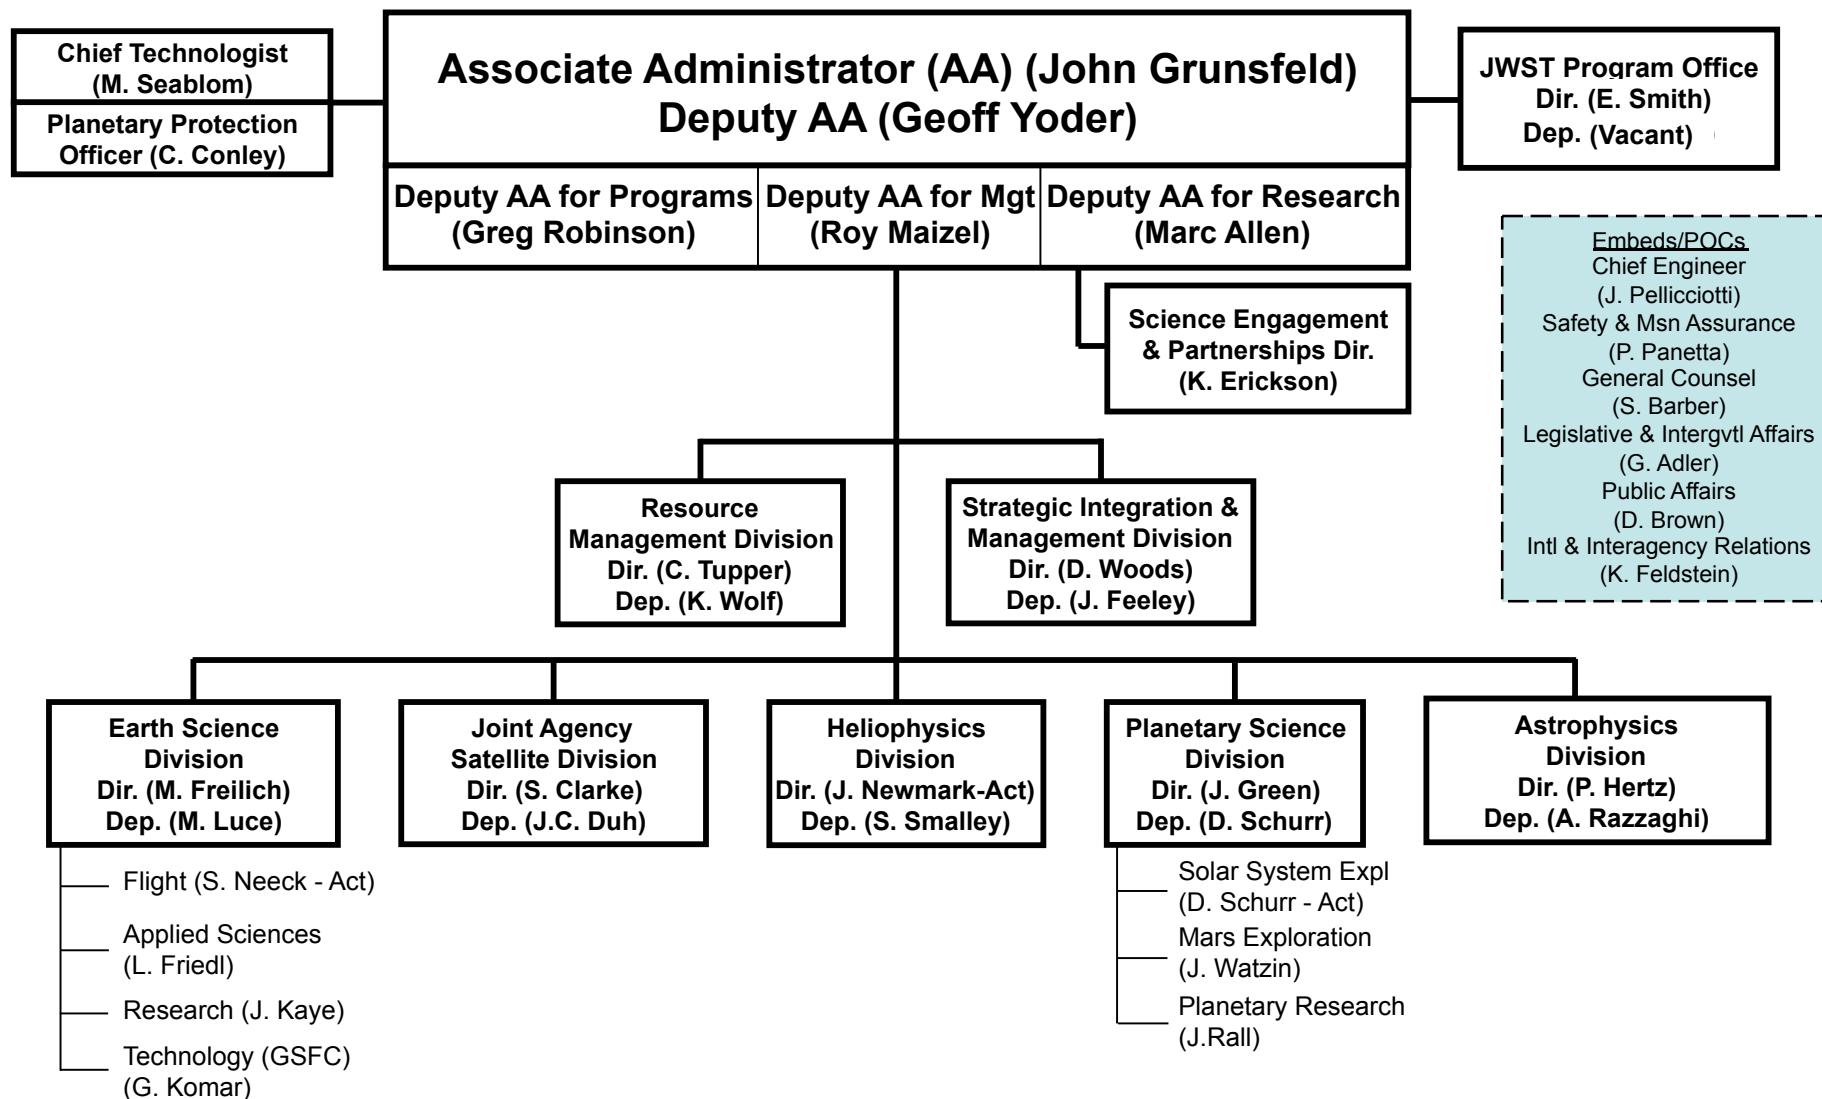 Chief Technologist
(M. Seablom)
Planetary Protection
Officer (C. Conley)
Associate Administrator (AA) (John Grunsfeld)
Deputy AA (Geoff Yoder)
JWST Program Office
Dir. (E. Smith)
Dep. (Vacant)
Deputy AA for Programs
(Greg Robinson)
Deputy AA for Mgt
(Roy Maizel)
Deputy AA for Research
(Marc Allen)
Science Engagement
& Partnerships Dir.
(K. Erickson)
Embeds/POCs
Chief Engineer
(J. Pellicciotti)
Safety & Msn Assurance
(P. Panetta)
General Counsel
(S. Barber)
Legislative & Intergvtl Affairs
(G. Adler)
Public Affairs
(D. Brown)
Intl & Interagency Relations
(K. Feldstein)
Resource
Management Division
Dir. (C. Tupper)
Dep. (K. Wolf)
Strategic Integration &
Management Division
Dir. (D. Woods)
Dep. (J. Feeley)
Earth Science
Division
Dir. (M. Freilich)
Dep. (M. Luce)
Flight (S. Neeck - Act)
Applied Sciences
(L. Friedl)
Research (J. Kaye)
Technology (GSFC)
(G. Komar)
Joint Agency
Satellite Division
Dir. (S. Clarke)
Dep. (J.C. Duh)
Heliophysics
Division
Dir. (J. Newmark-Act)
Dep. (S. Smalley)
Planetary Science
Division
Dir. (J. Green)
Dep. (D. Schurr)
Solar System Expl
(D. Schurr - Act)
Mars Exploration
(J. Watzin)
Planetary Research
(J.Rall)
Astrophysics
Division
Dir. (P. Hertz)
Dep. (A. Razzaghi)